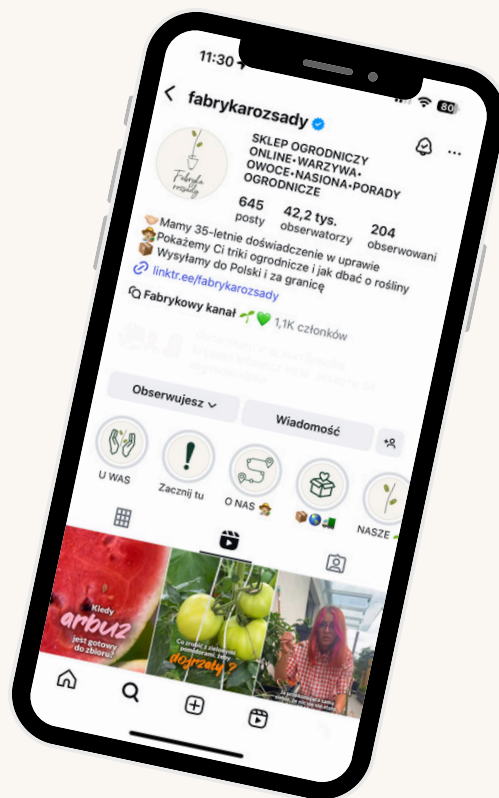 11:30
80
fabrykarozsady
Fabryka
rozsady
SKLEP OGRODNICZY
ONLINE•WARZYWA•
OWOCE•NASIONA•PORADY
OGRODNICZE
645 posty
42,2 tys. obserwatorzy
204 obserwowani
Mamy 35-letnie doświadczenie w uprawie
Pokażemy Ci triki ogrodnicze i jak dbać o rośliny
Wysyłamy do Polski i za granicę
linktr.ee/fabrykarozsady
Fabrykowy kanał 🌱💚 1,1K członków
Obserwujesz
Wiadomość
U WAS
Zacznij tu
O NAS
NASZE
Kiedy
arbuz
jest gotowy
do zbioru?
Co zrobić z zielonymi
pomidorami, żeby
dojrzały?